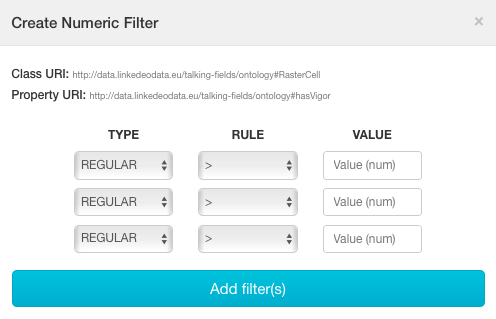 Create Numeric Filter ×
Class URI: http://data.linkedeodata.eu/talking-fields/ontology#RasterCell
Property URI: http://data.linkedeodata.eu/talking-fields/ontology#hasVigor
TYPE RULE VALUE
REGULAR > Value (num)
REGULAR > Value (num)
REGULAR > Value (num)
Add filter(s)